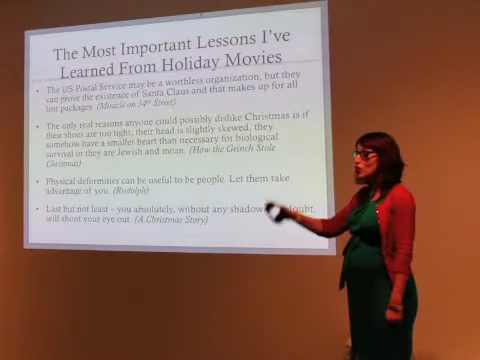 The Most Important Lessons I've
Learned From Holiday Movies
• The US Postal Service may be a worthless organization, but they
can prove the existence of Santa Claus and that makes up for all
lost packages. (Miracle on 34th Street)
• The only real reasons anyone could possibly dislike Christmas is if
their shoes are too tight, their head is slightly skewed, they
somehow have a smaller heart than necessary for biological
survival or they are Jewish and mean. (How the Grinch Stole
Christmas)
• Physical deformities can be useful to be people. Let them take
advantage of you. (Rudolph)
• Last but not least – you absolutely, without any shadow doubt,
will shoot your eye out. (A Christmas Story)